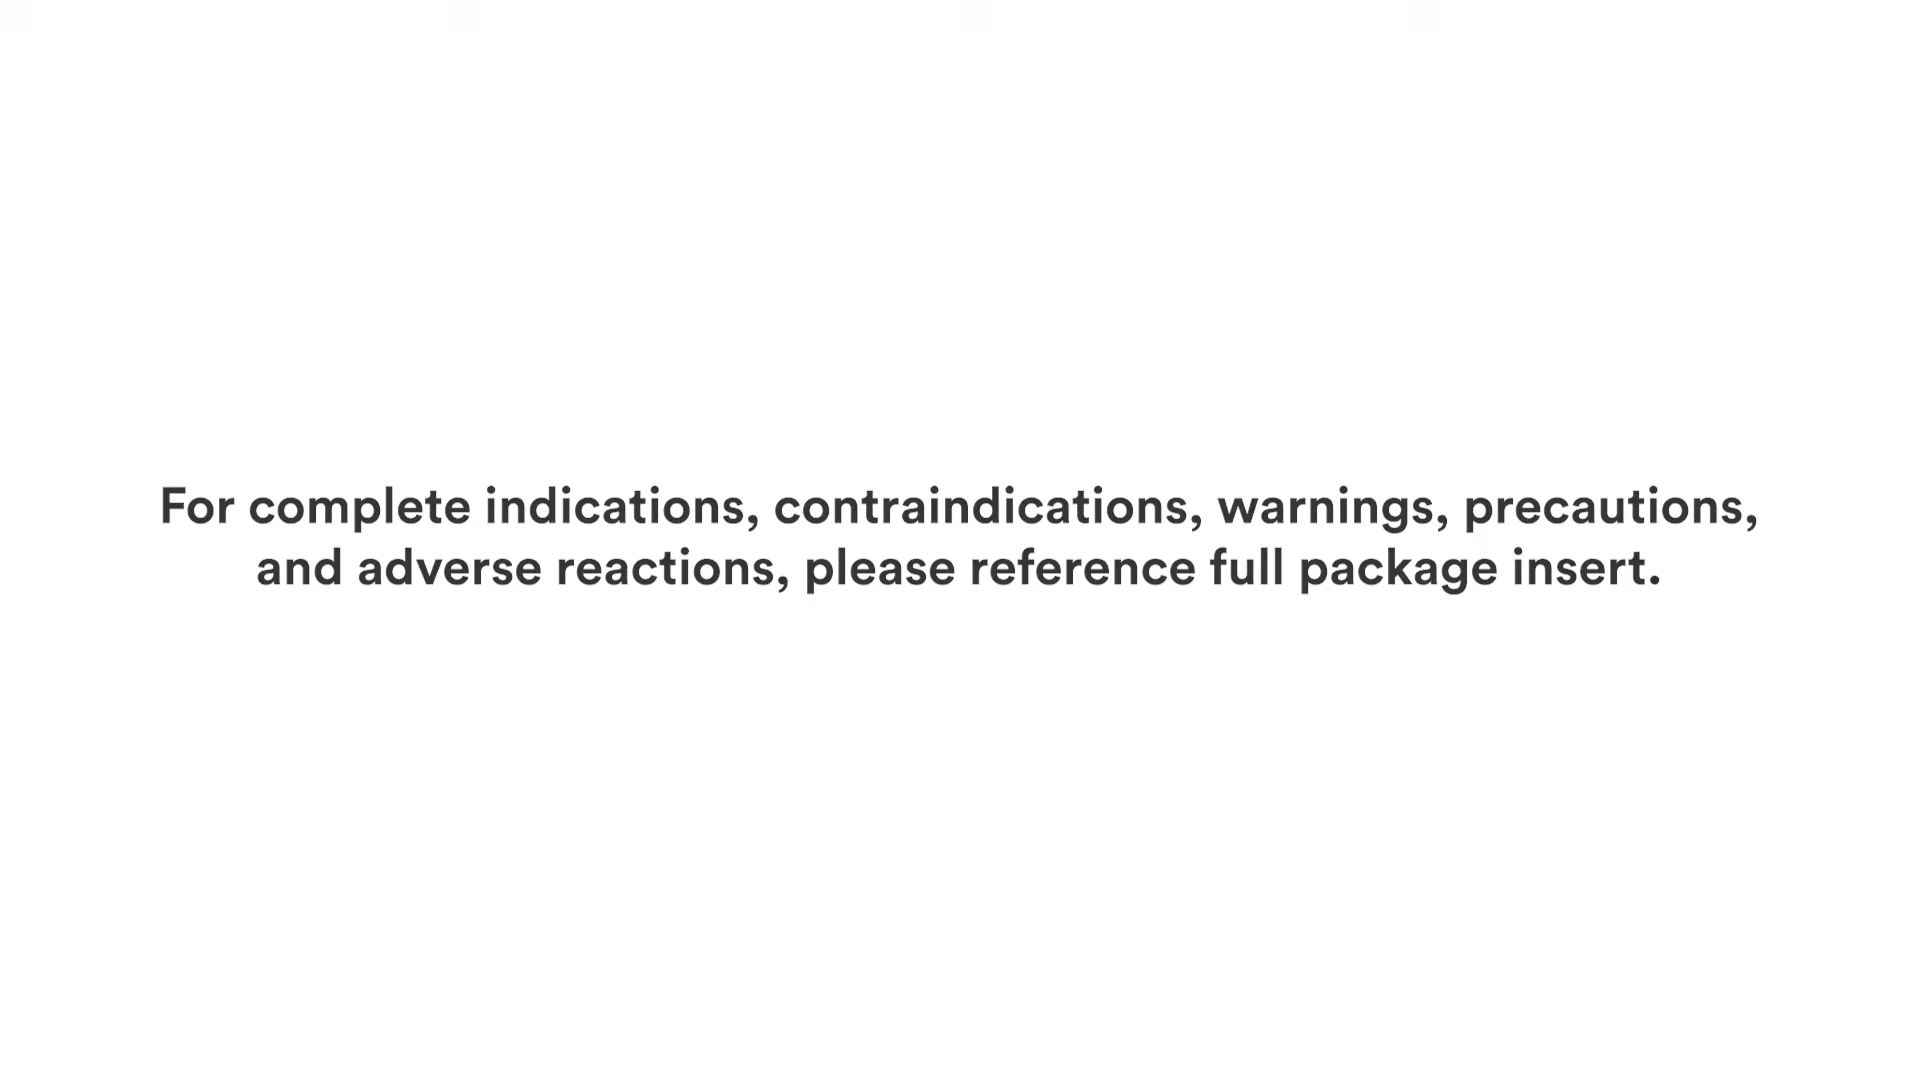 For complete indications, contraindications, warnings, precautions,
and adverse reactions, please reference full package insert.